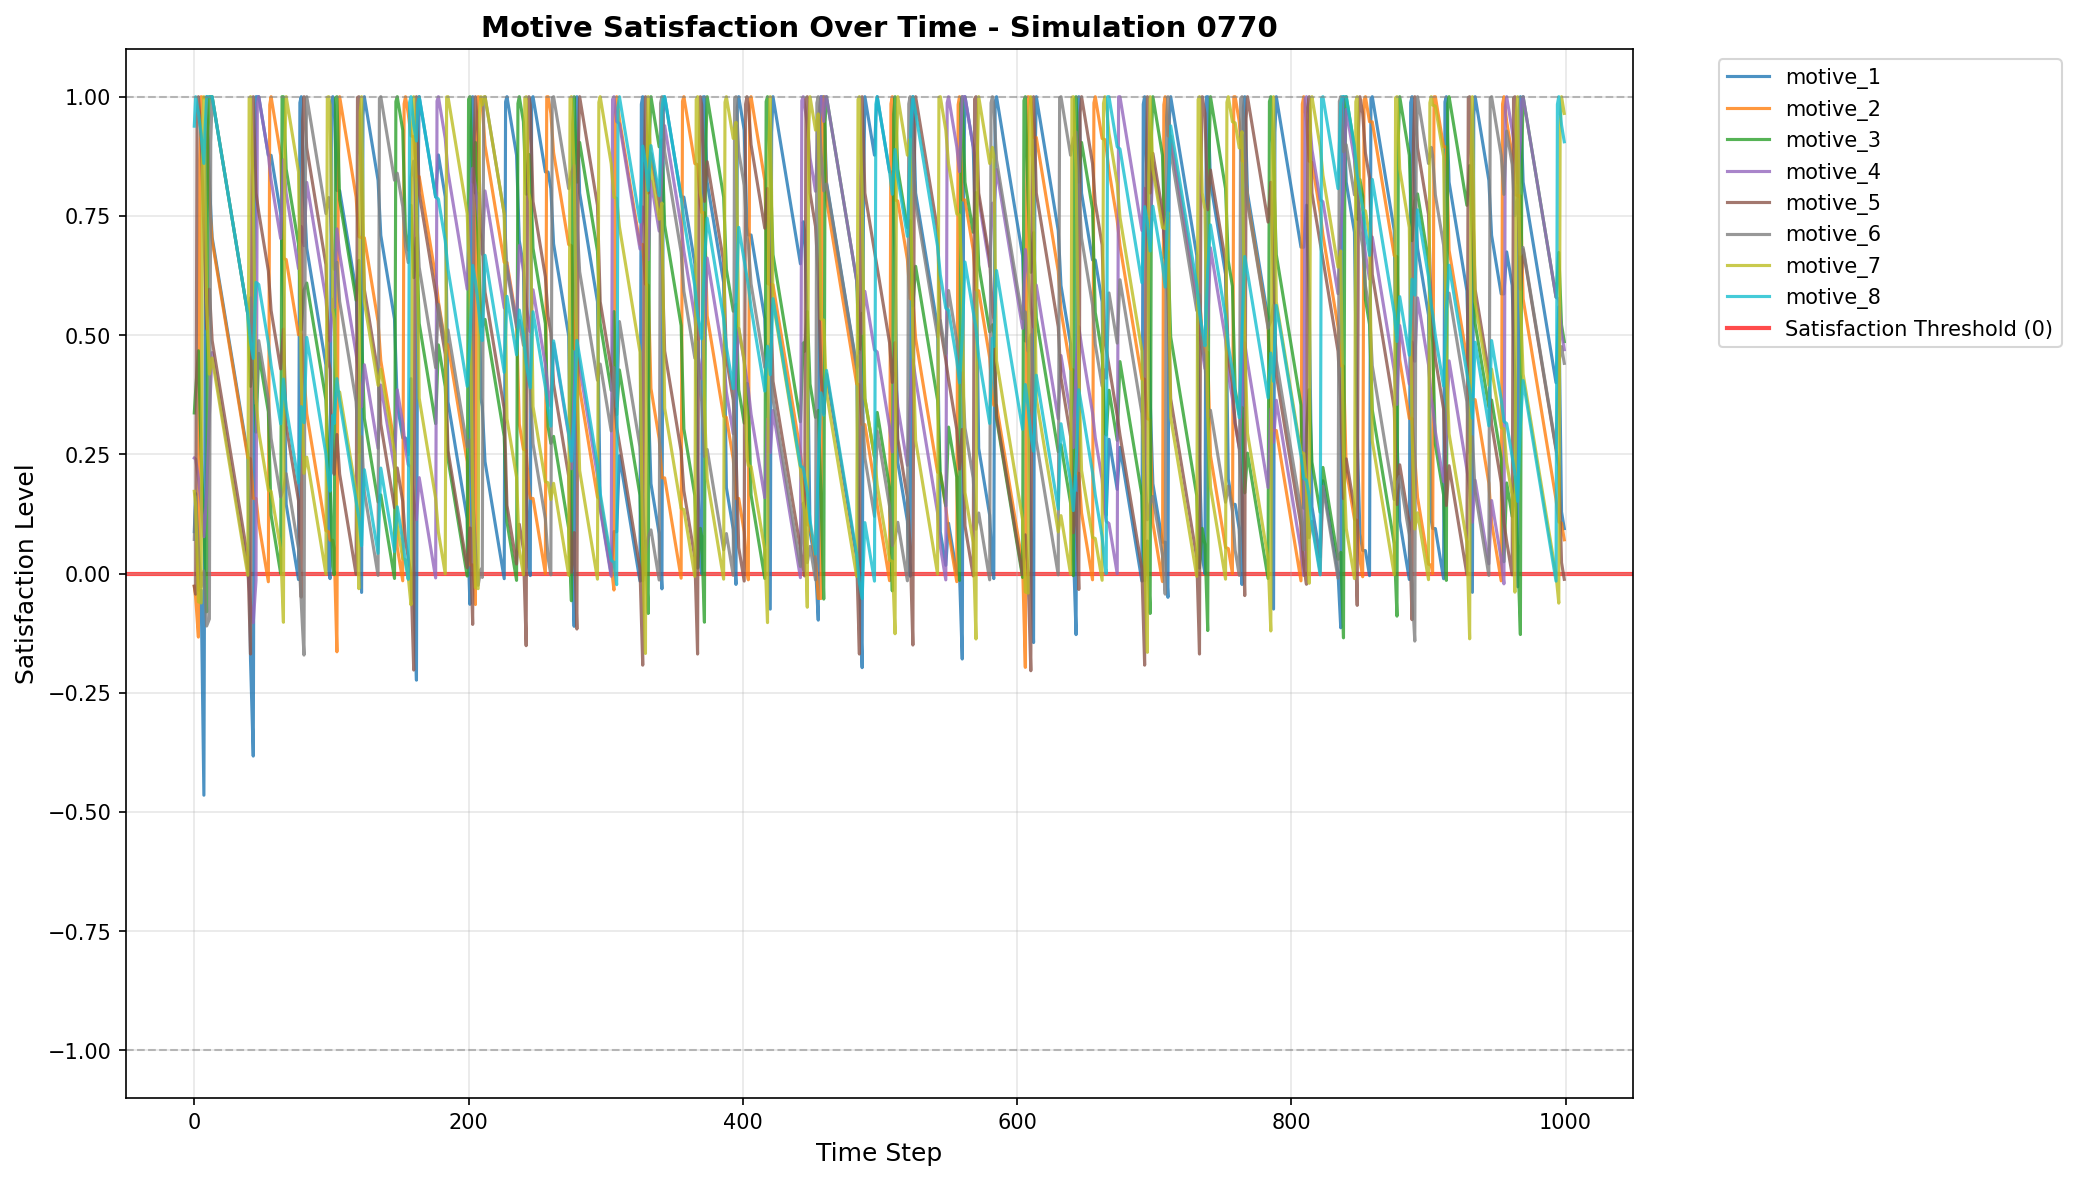 Motive Satisfaction Over Time - Simulation 0770
1.00
0.75
0.50
0.25
0.00
−0.25
−0.50
−0.75
−1.00
Satisfaction Level
0
200
400
600
800
1000
Time Step
motive_1
motive_2
motive_3
motive_4
motive_5
motive_6
motive_7
motive_8
Satisfaction Threshold (0)